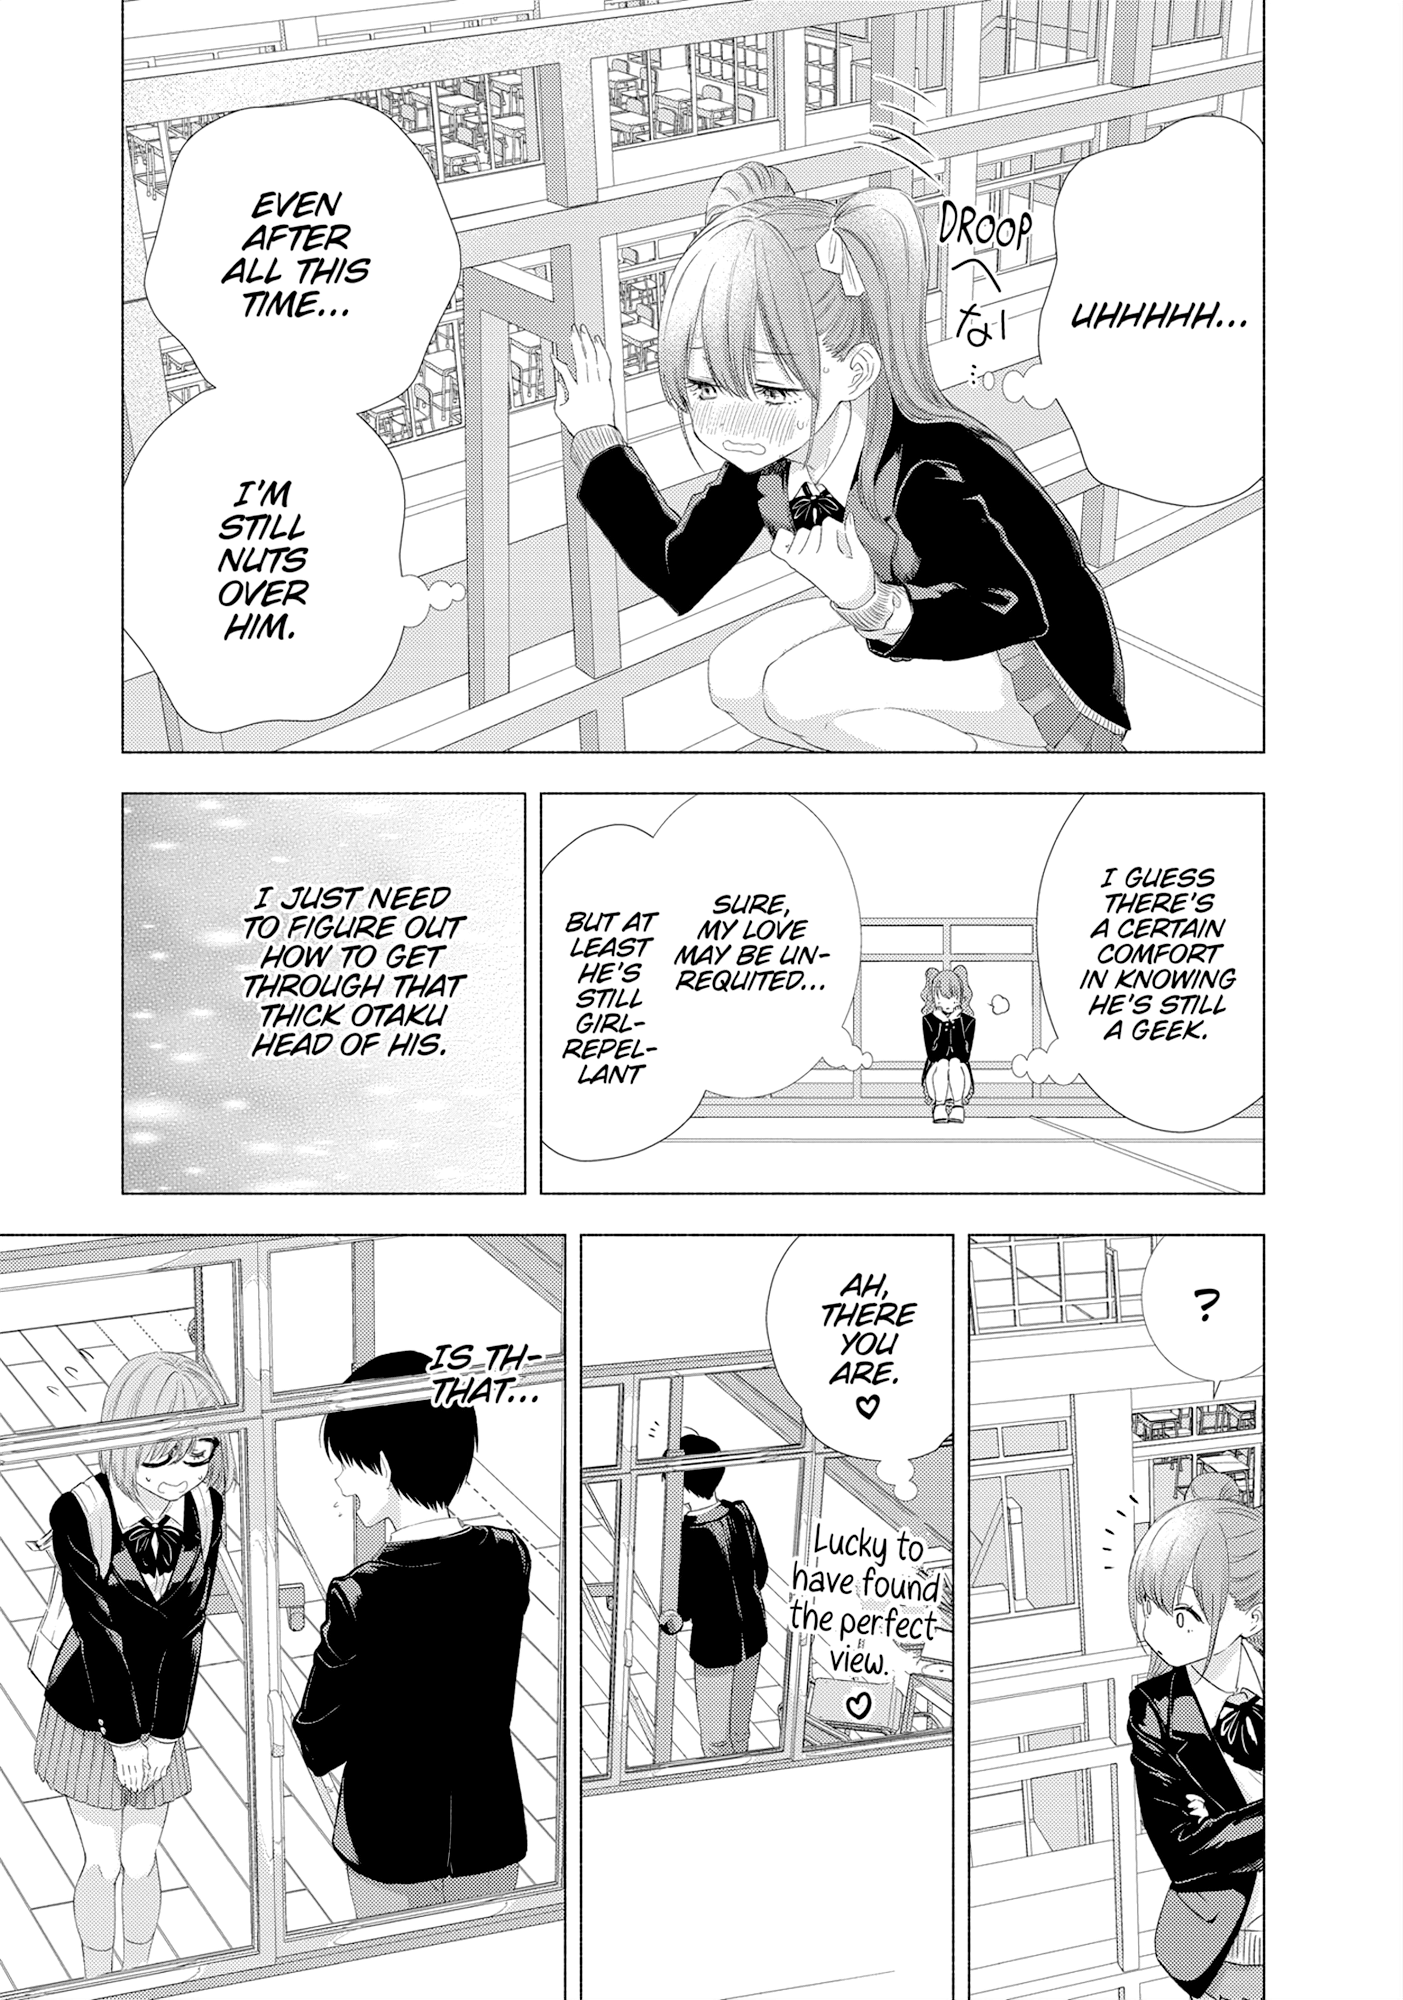 UHHHHH...
DROOP
へなー
EVEN
AFTER
ALL THIS
TIME...
I'M
STILL
NUTS
OVER
HIM.
I GUESS
THERE'S
A CERTAIN
COMFORT
IN KNOWING
HE'S STILL
A GEEK.
SURE,
MY LOVE
MAY BE UN-
REQUITED...
BUT AT
LEAST
HE'S
STILL
GIRL-
REPEL-
LANT
I JUST NEED
TO FIGURE OUT
HOW TO GET
THROUGH THAT
THICK OTAKU
HEAD OF HIS.
?
AH,
THERE
YOU
ARE.
♡
Lucky to
have found
the perfect
view.
♡
IS TH-
THAT...